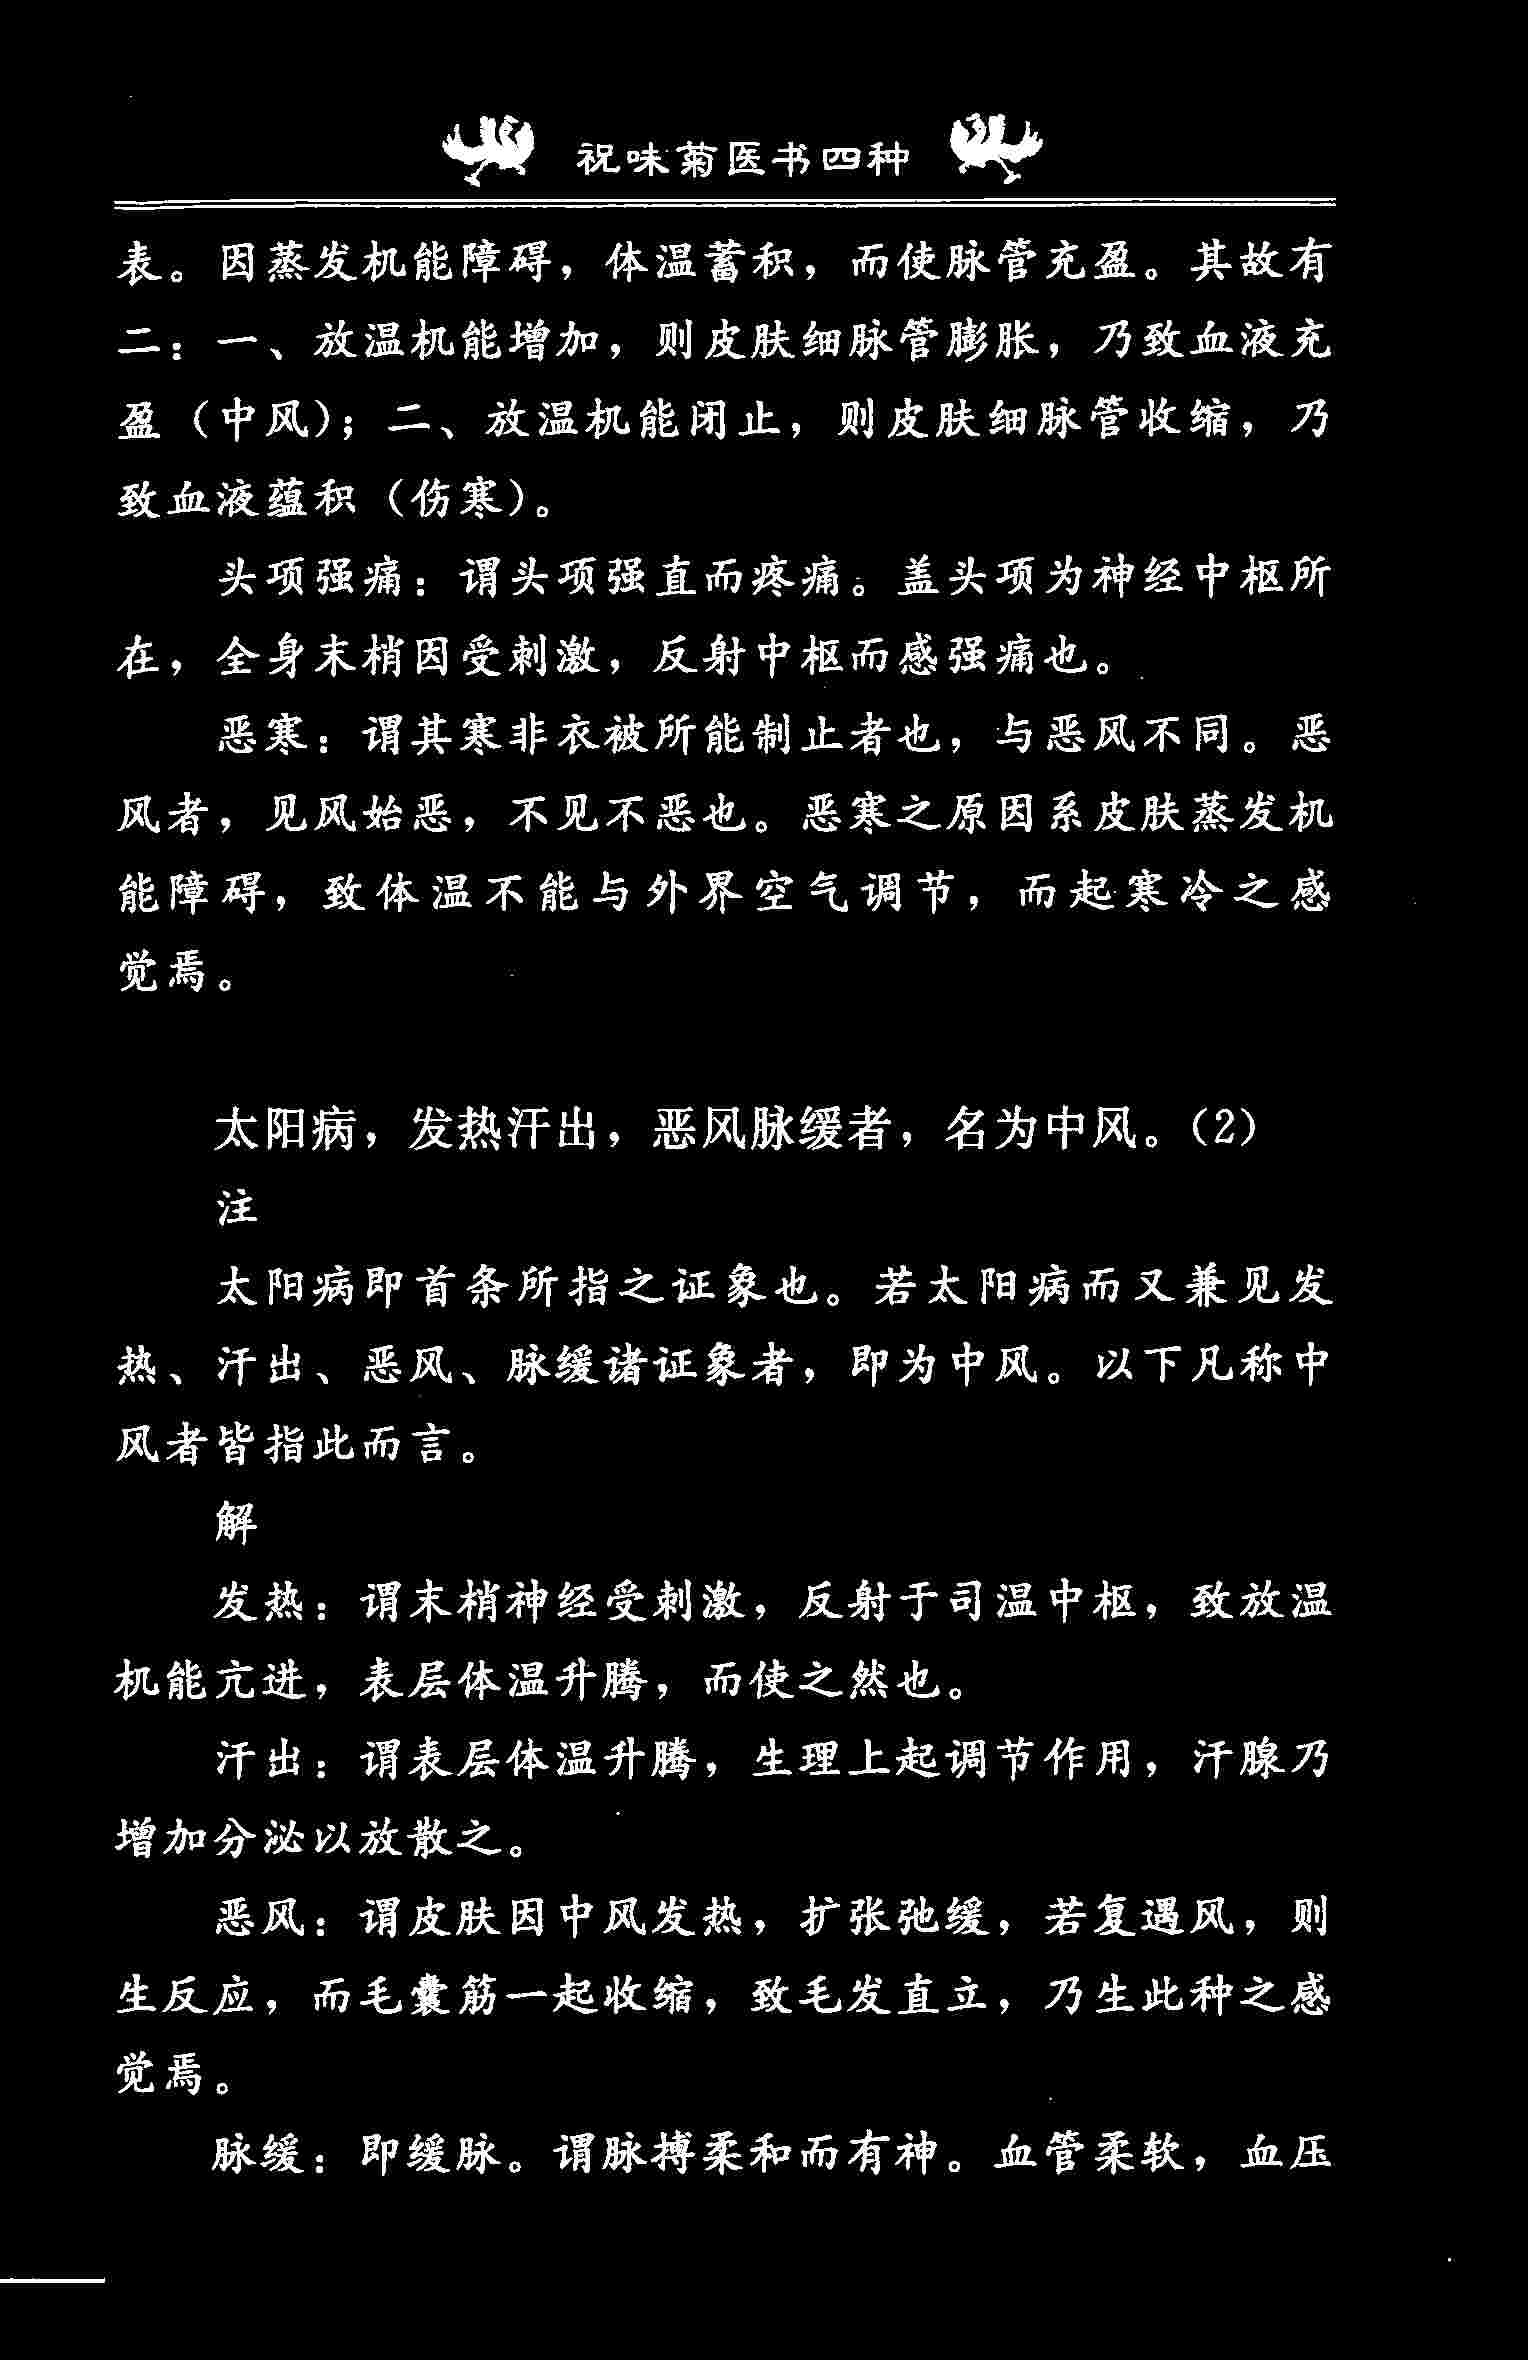 祝味菊医书四种
表。因蒸发机能障碍，体温蓄积，而使脉管充盈。其故有
二：一、放温机能增加，则皮肤细脉管膨胀，乃致血液充
盈（中风）；二、放温机能闭止，则皮肤细脉管收缩，乃
致血液蕴积（伤寒）。
头项强痛：谓头项强直而疼痛。盖头项为神经中枢所
在，全身末梢因受刺激，反射中枢而感强痛也。
恶寒：谓其寒非衣被所能制止者也，与恶风不同。恶
风者，见风始恶，不见不恶也。恶寒之原因系皮肤蒸发机
能障碍，致体温不能与外界空气调节，而起寒冷之感
觉焉。
太阳病，发热汗出，恶风脉缓者，名为中风。（2）
注
太阳病即首条所指之证象也。若太阳病而又兼见发
热、汗出、恶风、脉缓诸证象者，即为中风。以下凡称中
风者皆指此而言。
解
发热：谓末梢神经受刺激，反射于司温中枢，致放温
机能亢进，表层体温升腾，而使之然也。
汗出：谓表层体温升腾，生理上起调节作用，汗腺乃
增加分泌以放散之。
恶风：谓皮肤因中风发热，扩张弛缓，若复遇风，则
生反应，而毛囊筋一起收缩，致毛发直立，乃生此种之感
觉焉。
脉缓：即缓脉。谓脉搏柔和而有神。血管柔软，血压